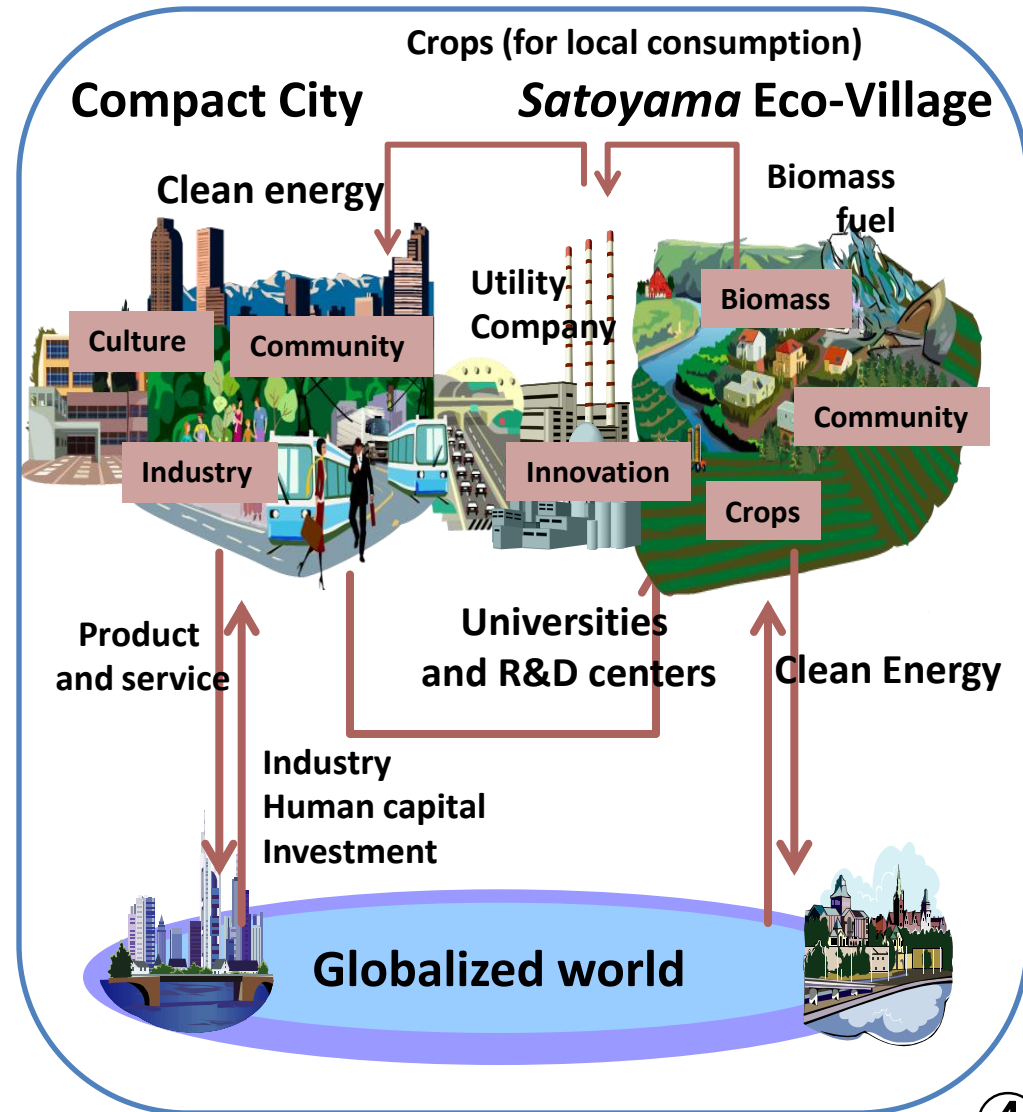 Crops (for local consumption)
Compact City
Satoyama Eco-Village
Clean energy
Biomass
fuel
Utility
Company
Biomass
Culture
Community
Community
Industry
Innovation
Crops
Product
and service
Universities
and R&D centers
Clean Energy
Industry
Human capital
Investment
Globalized world